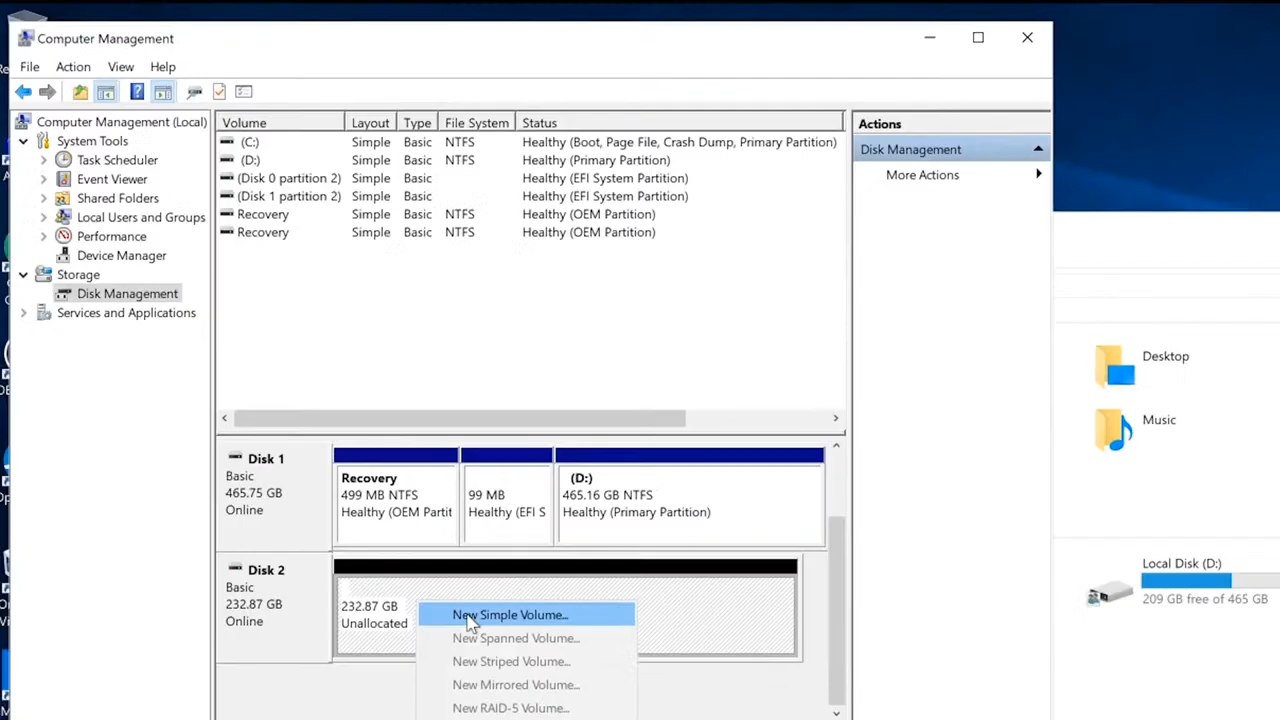 Computer Management
File Action View Help
Computer Management (Local)
System Tools
Task Scheduler
Event Viewer
Shared Folders
Local Users and Groups
Performance
Device Manager
Storage
Disk Management
Services and Applications
Volume Layout Type File System Status
(C:) Simple Basic NTFS Healthy (Boot, Page File, Crash Dump, Primary Partition)
(D:) Simple Basic NTFS Healthy (Primary Partition)
(Disk 0 partition 2) Simple Basic Healthy (EFI System Partition)
(Disk 1 partition 2) Simple Basic Healthy (EFI System Partition)
Recovery Simple Basic NTFS Healthy (OEM Partition)
Recovery Simple Basic NTFS Healthy (OEM Partition)
Disk 1
Basic
465.75 GB
Online
Recovery
499 MB NTFS
Healthy (OEM Partit
99 MB
Healthy (EFI S
(D:)
465.16 GB NTFS
Healthy (Primary Partition)
Disk 2
Basic
232.87 GB
Online
232.87 GB
Unallocated
New Simple Volume...
New Spanned Volume...
New Striped Volume...
New Mirrored Volume...
New RAID-5 Volume...
Actions
Disk Management
More Actions
Desktop
Music
Local Disk (D:)
209 GB free of 465 GB